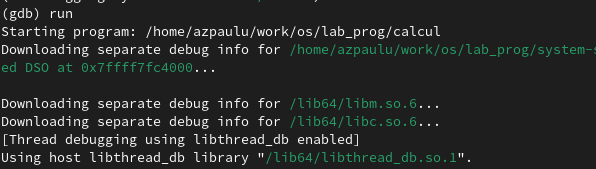 (gdb) run
Starting program: /home/azpaulu/work/os/lab_prog/calcul
Downloading separate debug info for /home/azpaulu/work/os/lab_prog/system-s
ed DSO at 0x7ffff7fc4000...
Downloading separate debug info for /lib64/libm.so.6...
Downloading separate debug info for /lib64/libc.so.6...
[Thread debugging using libthread_db enabled]
Using host libthread_db library "/lib64/libthread_db.so.1".